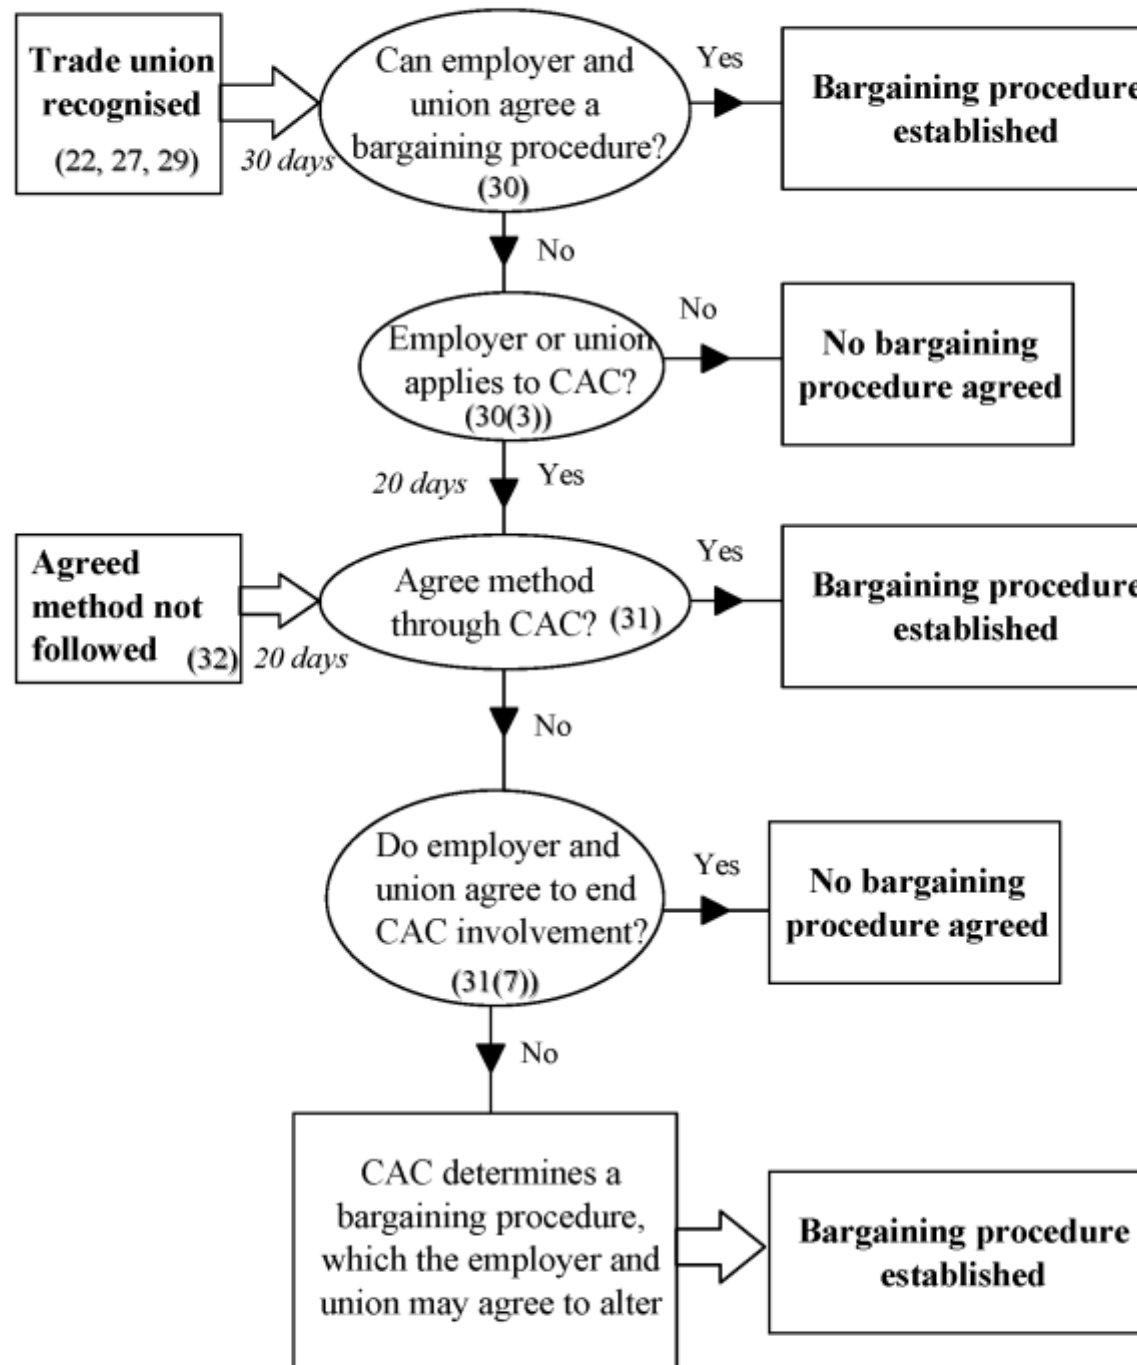 Trade union
recognised
(22, 27, 29)
30 days
Can employer and
union agree a
bargaining procedure?
(30)
Yes
Bargaining procedure
established
No
Employer or union
applies to CAC?
(30(3))
No
No bargaining
procedure agreed
20 days
Yes
Agreed
method not
followed (32)
20 days
Agree method
through CAC? (31)
Yes
Bargaining procedure
established
No
Do employer and
union agree to end
CAC involvement?
(31(7))
Yes
No bargaining
procedure agreed
No
CAC determines a
bargaining procedure,
which the employer and
union may agree to alter
Bargaining procedure
established